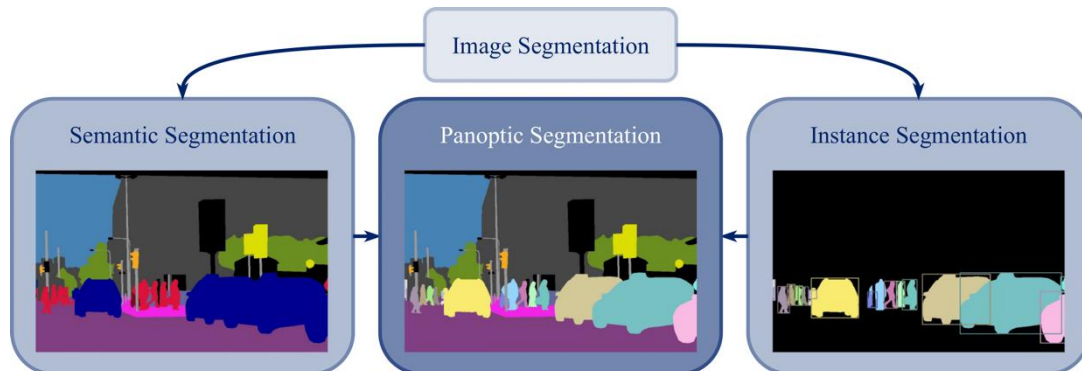 Image Segmentation
Semantic Segmentation
Panoptic Segmentation
Instance Segmentation